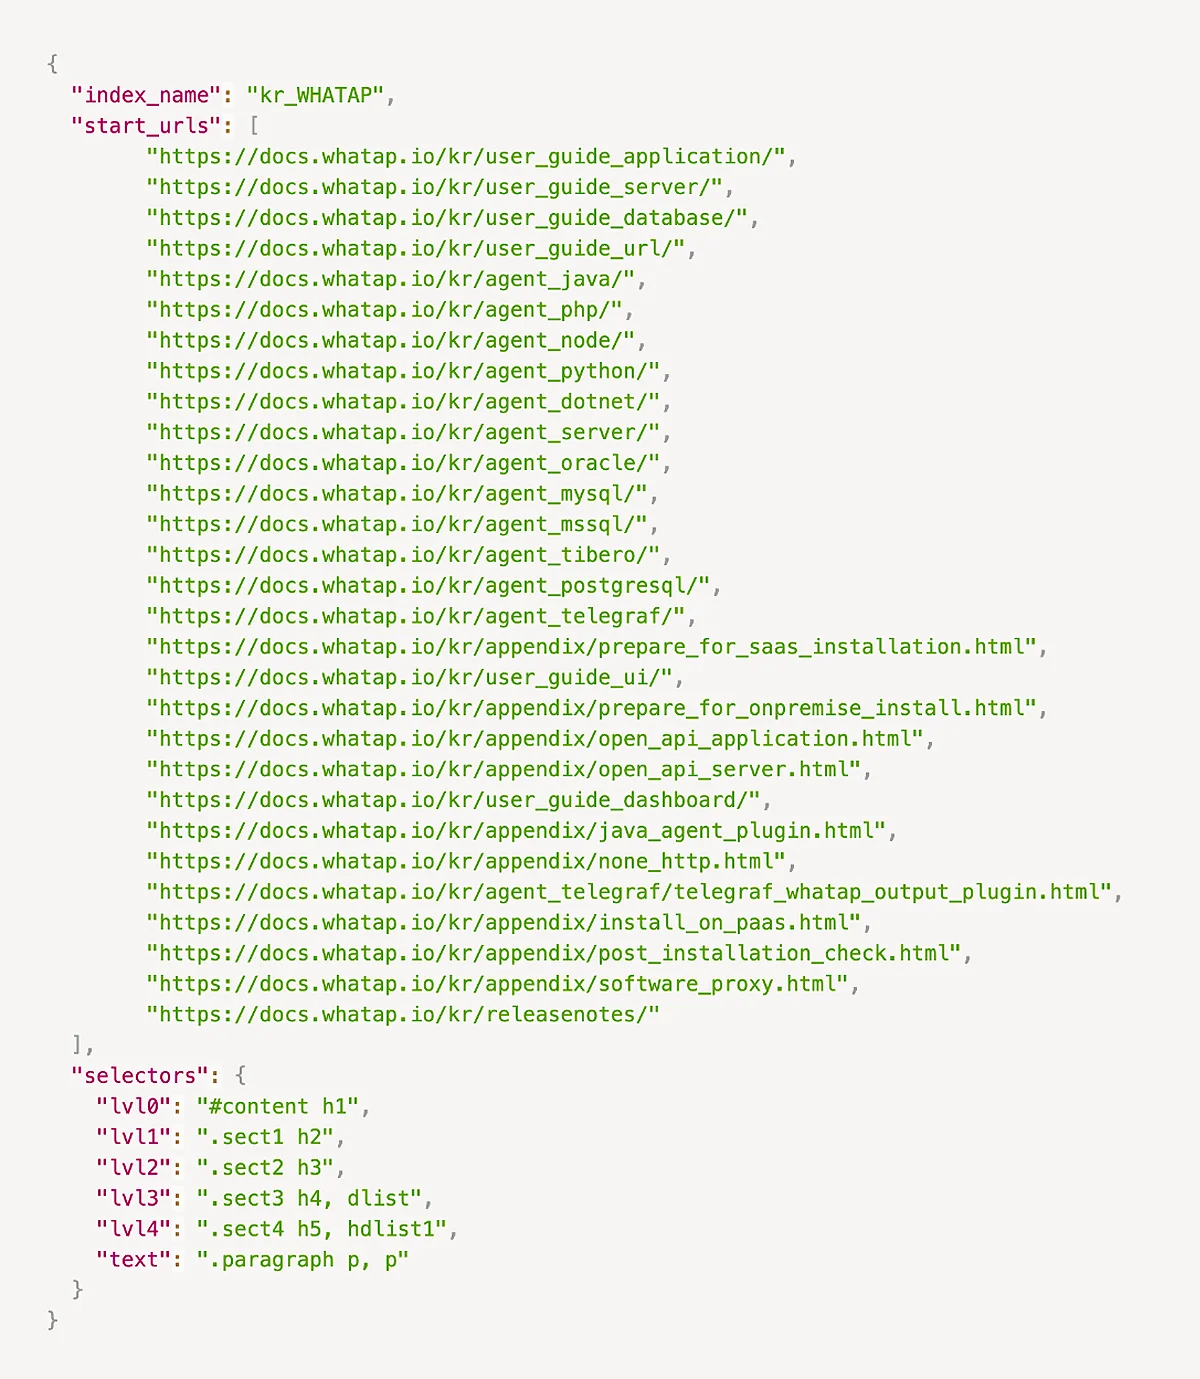 {
  "index_name": "kr_WHATAP",
  "start_urls": [
        "https://docs.whatap.io/kr/user_guide_application/",
        "https://docs.whatap.io/kr/user_guide_server/",
        "https://docs.whatap.io/kr/user_guide_database/",
        "https://docs.whatap.io/kr/user_guide_url/",
        "https://docs.whatap.io/kr/agent_java/",
        "https://docs.whatap.io/kr/agent_php/",
        "https://docs.whatap.io/kr/agent_node/",
        "https://docs.whatap.io/kr/agent_python/",
        "https://docs.whatap.io/kr/agent_dotnet/",
        "https://docs.whatap.io/kr/agent_server/",
        "https://docs.whatap.io/kr/agent_oracle/",
        "https://docs.whatap.io/kr/agent_mysql/",
        "https://docs.whatap.io/kr/agent_mssql/",
        "https://docs.whatap.io/kr/agent_tibero/",
        "https://docs.whatap.io/kr/agent_postgresql/",
        "https://docs.whatap.io/kr/agent_telegraf/",
        "https://docs.whatap.io/kr/appendix/prepare_for_saas_installation.html",
        "https://docs.whatap.io/kr/user_guide_ui/",
        "https://docs.whatap.io/kr/appendix/prepare_for_onpremise_install.html",
        "https://docs.whatap.io/kr/appendix/open_api_application.html",
        "https://docs.whatap.io/kr/appendix/open_api_server.html",
        "https://docs.whatap.io/kr/user_guide_dashboard/",
        "https://docs.whatap.io/kr/appendix/java_agent_plugin.html",
        "https://docs.whatap.io/kr/appendix/none_http.html",
        "https://docs.whatap.io/kr/agent_telegraf/telegraf_whatap_output_plugin.html",
        "https://docs.whatap.io/kr/appendix/install_on_paas.html",
        "https://docs.whatap.io/kr/appendix/post_installation_check.html",
        "https://docs.whatap.io/kr/appendix/software_proxy.html",
        "https://docs.whatap.io/kr/releasenotes/"
  ],
  "selectors": {
    "lvl0": "#content h1",
    "lvl1": ".sect1 h2",
    "lvl2": ".sect2 h3",
    "lvl3": ".sect3 h4, dlist",
    "lvl4": ".sect4 h5, hdlist1",
    "text": ".paragraph p, p"
  }
}